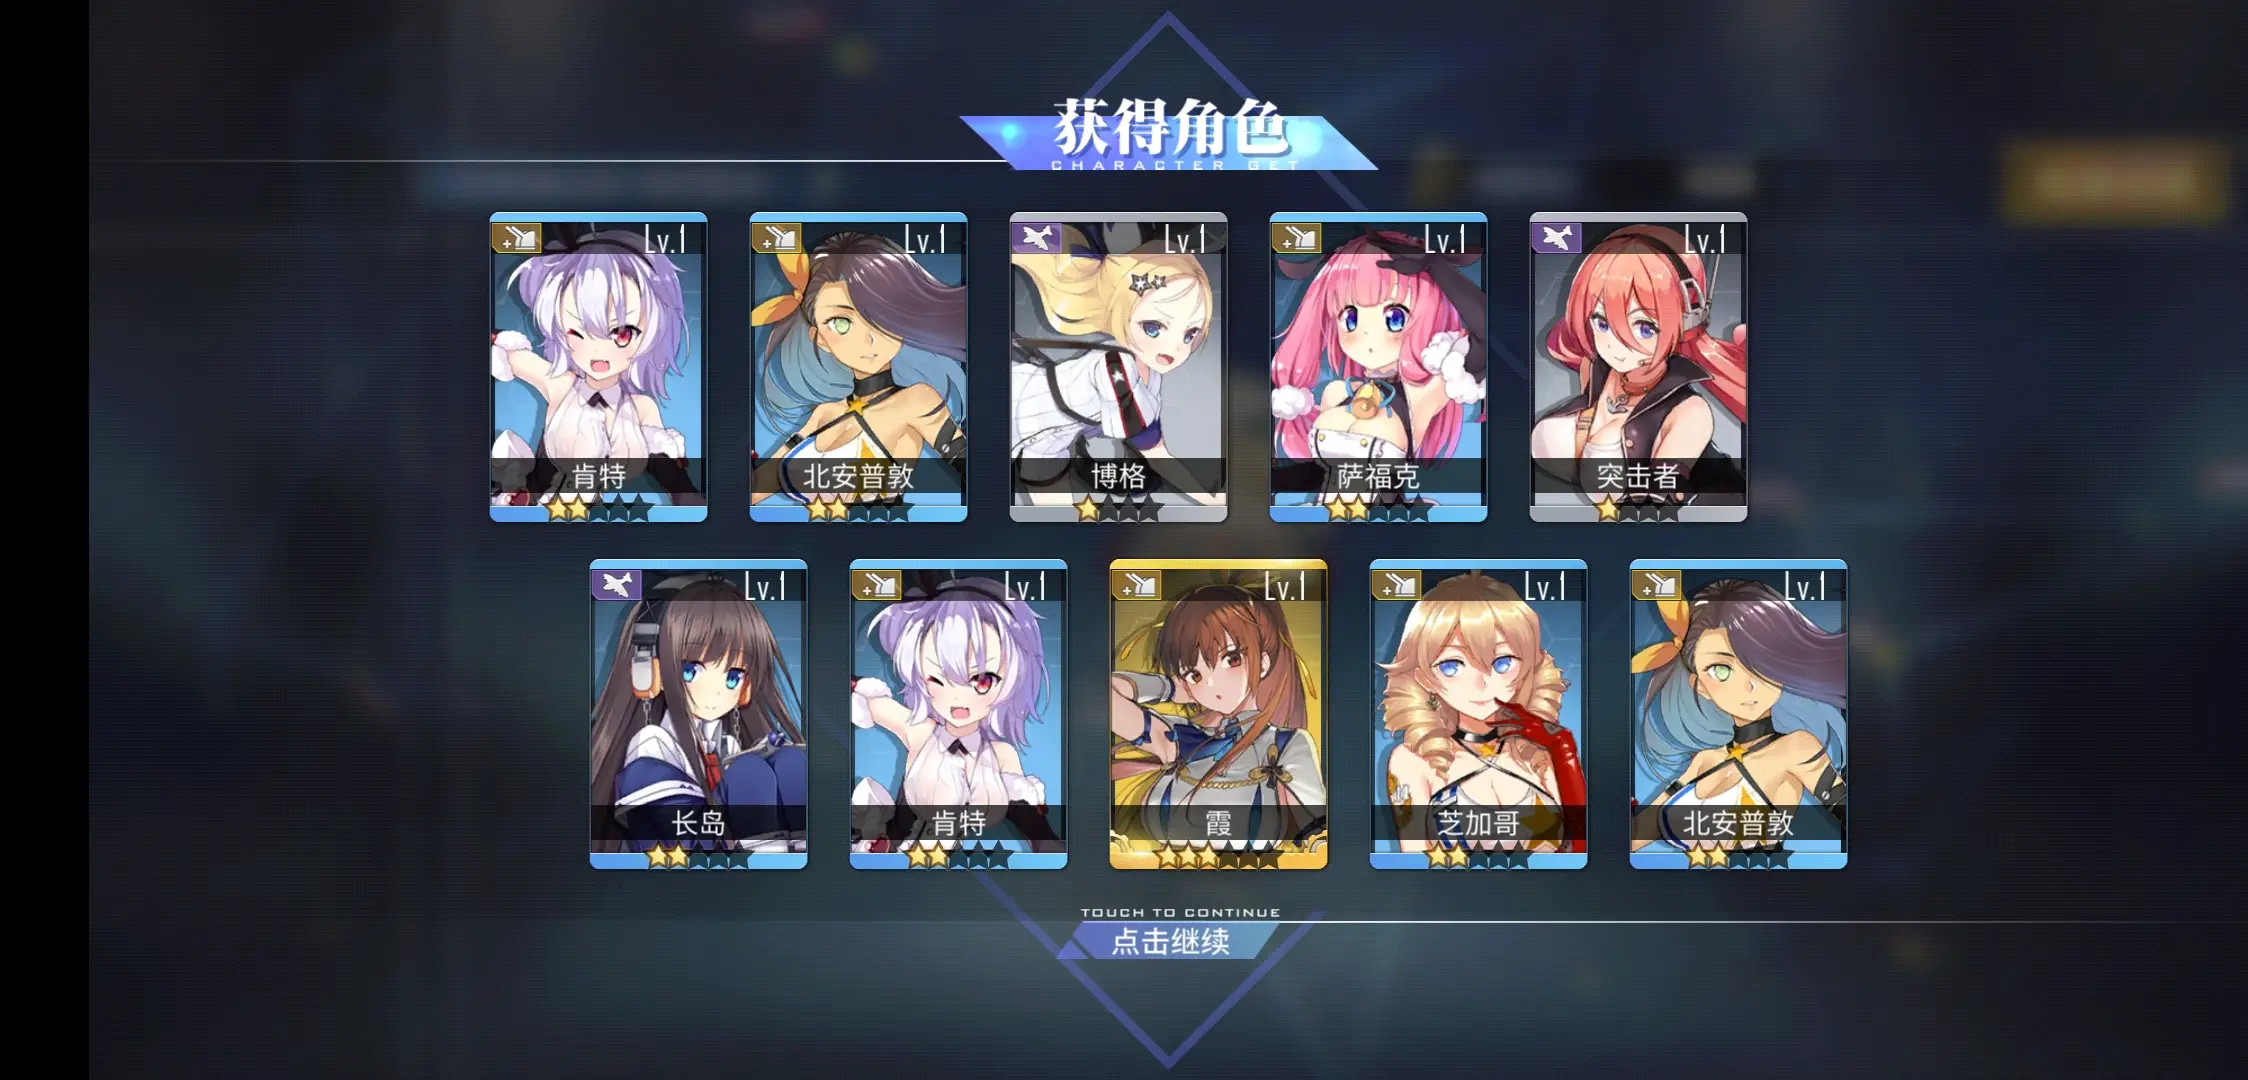 获得角色
CHARACTER GET
Lv.1
Lv.1
Lv.1
Lv.1
Lv.1
肯特
北安普敦
博格
萨福克
突击者
Lv.1
Lv.1
Lv.1
Lv.1
Lv.1
长岛
肯特
霞
芝加哥
北安普敦
TOUCH TO CONTINUE
点击继续